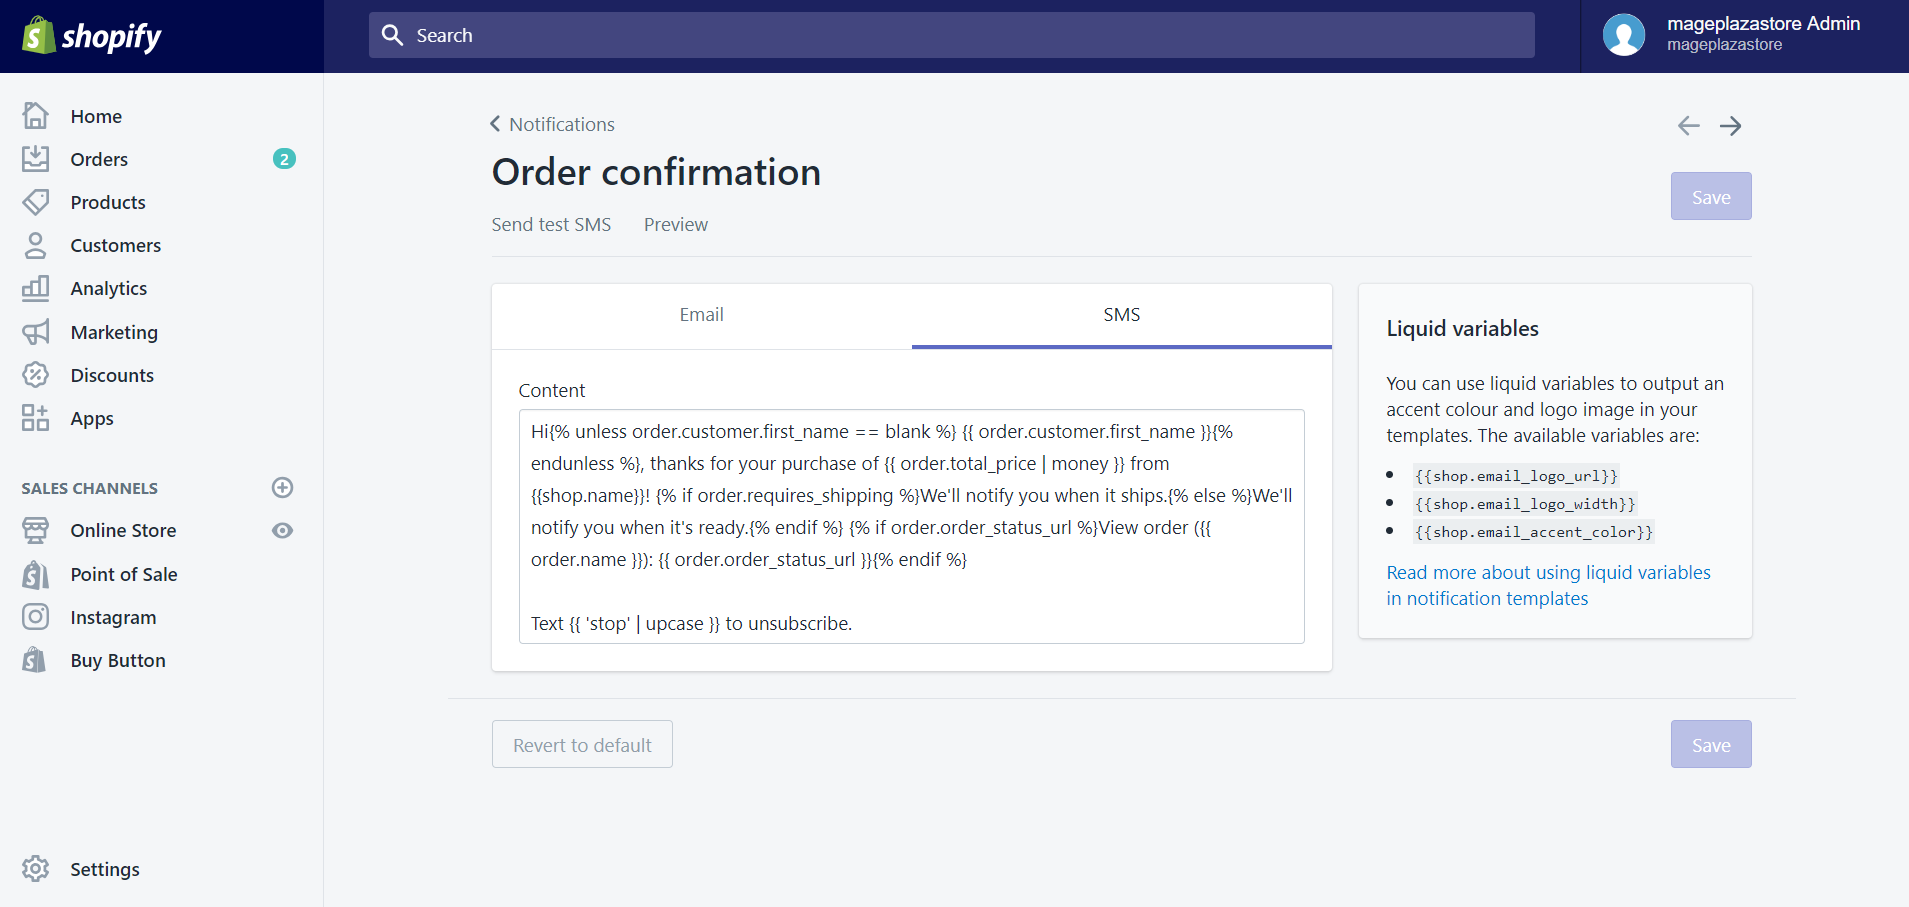 shopify
Search
mageplazastore Admin
mageplazastore
Home
Orders
2
Products
Customers
Analytics
Marketing
Discounts
Apps
SALES CHANNELS
Online Store
Point of Sale
Instagram
Buy Button
Settings
Notifications
Order confirmation
Send test SMS
Preview
Save
Email
SMS
Content
Hi{% unless order.customer.first_name == blank %} {{ order.customer.first_name }}{%
endunless %}, thanks for your purchase of {{ order.total_price | money }} from
{{shop.name}}! {% if order.requires_shipping %}We'll notify you when it ships.{% else %}We'll
notify you when it's ready.{% endif %} {% if order.order_status_url %}View order ({{
order.name }}): {{ order.order_status_url }}{% endif %}
Text {{ 'stop' | upcase }} to unsubscribe.
Liquid variables
You can use liquid variables to output an
accent colour and logo image in your
templates. The available variables are:
{{shop.email_logo_url}}
{{shop.email_logo_width}}
{{shop.email_accent_color}}
Read more about using liquid variables
in notification templates
Revert to default
Save